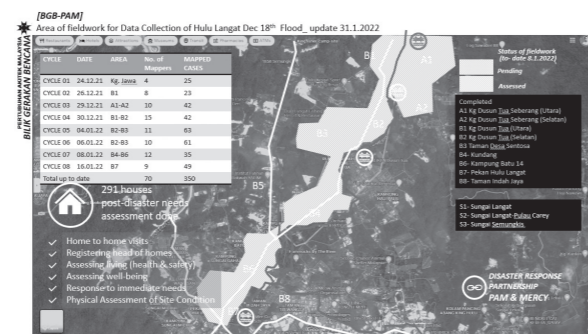 [BGB-PAM]
Area of fieldwork for Data Collection of Hulu Langat Dec 18th Flood_ update 31.1.2022
PERTUBUHAN AKITEK MALAYSIA
BILIK GERAKAN BENCANA
CYCLE DATE AREA No. of Mappers MAPPED CASES
CYCLE 01 24.12.21 Kg. Jawa 4 25
CYCLE 02 26.12.21 B1 8 23
CYCLE 03 29.12.21 A1-A2 10 42
CYCLE 04 30.12.21 B1-B2 15 42
CYCLE 05 04.01.22 B2-B3 11 63
CYCLE 06 06.01.22 B2-B3 10 61
CYCLE 07 08.01.22 B4-B6 12 35
CYCLE 08 16.01.22 B7 9 49
Total up to date 70 350
291 houses
post-disaster needs
assessment done
✓ Home to home visits
✓ Registering head of homes
✓ Assessing living (health & safety)
✓ Assessing well-being
✓ Response to immediate needs
✓ Physical Assessment of Site Condition
A1
A2
B2
B3
B5
B6
B8
Status of fieldwork
(to- date 8.1.2022)
Pending
Assessed
Completed
A1 Kg Dusun Tua Seberang (Utara)
A2 Kg Dusun Tua Seberang (Selatan)
B1 Kg Dusun Tua (Utara)
B2 Kg Dusun Tua (Selatan)
B3 Taman Desa Sentosa
B4- Kundang
B6- Kampung Batu 14
B7- Pekan Hulu Langat
B8- Taman Indah Jaya
S1- Sungai Langat
S2- Sungai Langat-Pulau Carey
S3- Sungai Semungkis
DISASTER RESPONSE
PARTNERSHIP
PAM & MERCY